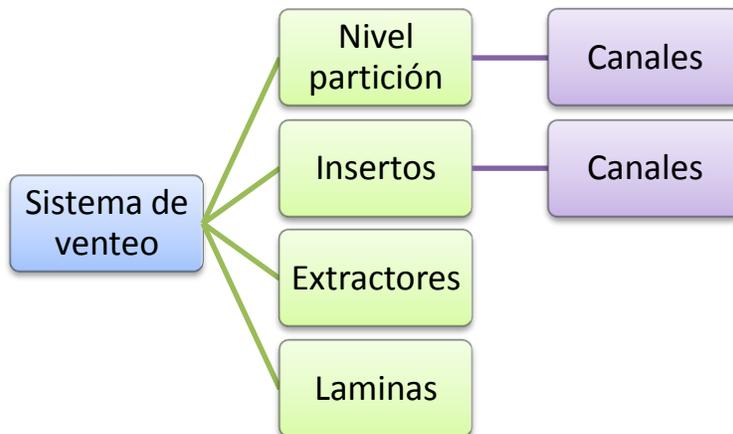 Sistema de
venteo
Nivel
partición
Canales
Insertos
Canales
Extractores
Laminas